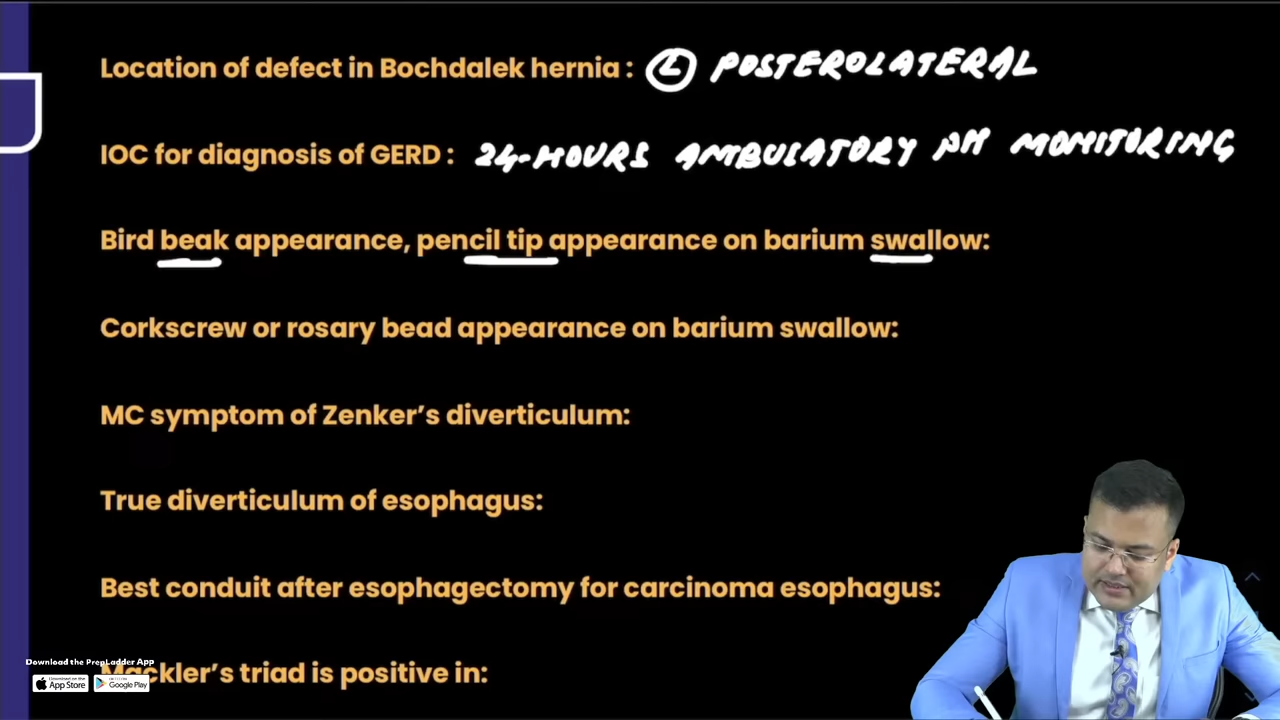 Location of defect in Bochdalek hernia : Ⓛ POSTEROLATERAL
IOC for diagnosis of GERD : 24-HOURS AMBULATORY PH MONITORING
Bird beak appearance, pencil tip appearance on barium swallow:
Corkscrew or rosary bead appearance on barium swallow:
MC symptom of Zenker's diverticulum:
True diverticulum of esophagus:
Best conduit after esophagectomy for carcinoma esophagus:
Download the PrepLadder App
Mackler's triad is positive in:
App Store
Google Play